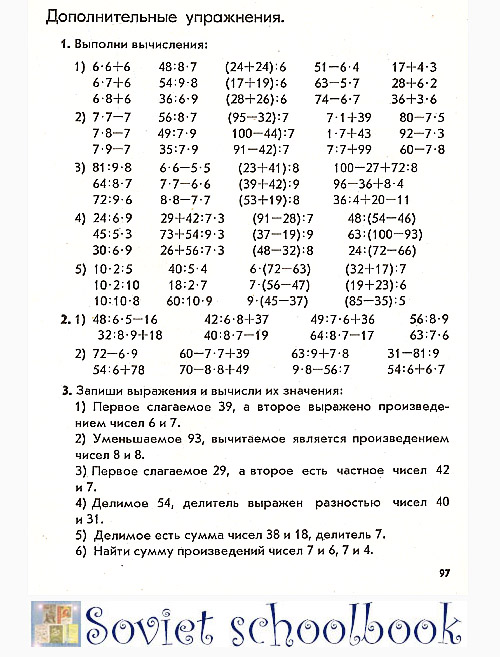 Дополнительные упражнения.
1. Выполни вычисления:
1) 6·6+6 48:8·7 (24+24):6 51—6·4 17+4·3
6·7+6 54:9·8 (17+19):6 63—5·7 28+6·2
6·8+6 36:6·9 (28+26):6 74—6·7 36+3·6
2) 7·7—7 56:8·7 (95—32):7 7·1+39 80—7·5
7·8—7 49:7·9 100—44):7 1·7+43 92—7·3
7·9—7 35:7·9 91—42):7 7:7+99 60—7·8
3) 81:9·8 6·6—5·5 (23+41):8 100—27+72:8
64:8·7 7·7—6·6 (39+42):9 96—36+8·4
72:9·6 8·8—7·7 (53+19):8 36:4+20—11
4) 24:6·9 29+42:7·3 (91—28):7 48:(54—46)
45:5·3 73+54:9·3 (37—19):9 63:(100—93)
30:6·9 26+56:7·3 (48—32):8 24:(72—66)
5) 10·2:5 40:5·4 6·(72—63) (32+17):7
10·2:10 18:2·7 7·(56—47) (19+23):6
10:10·8 60:10·9 9·(45—37) (85—35):5
2. 1) 48:6·5—16 42:6·8+37 49:7·6+36 56:8·9
32:8·9+18 40:8·7—19 64:8·7—17 63:7·6
2) 72—6·9 60—7·7+39 63:9+7·8 31—81:9
54:6+78 70—8·8+49 9·8—56:7 54:6+6·7
3. Запиши выражения и вычисли их значения:
1) Первое слагаемое 39, а второе выражено произведе-
нием чисел 6 и 7.
2) Уменьшаемое 93, вычитаемое является произведением
чисел 8 и 8.
3) Первое слагаемое 29, а второе есть частное чисел 42
и 7.
4) Делимое 54, делитель выражен разностью чисел 40
и 31.
5) Делимое есть сумма чисел 38 и 18, делитель 7.
6) Найти сумму произведений чисел 7 и 6, 7 и 4.
97
Soviet schoolbook